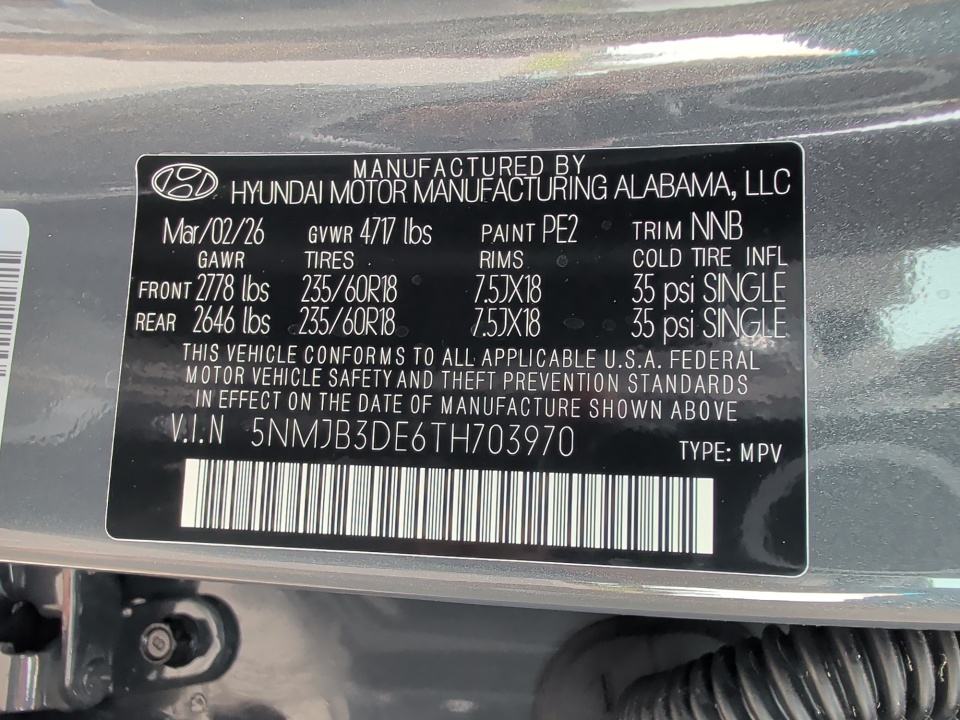 MANUFACTURED BY
HYUNDAI MOTOR MANUFACTURING ALABAMA, LLC
Mar/02/26 GVWR 4717 lbs PAINT PE2 TRIM NNB
GAWR TIRES RIMS COLD TIRE INFL
FRONT 2778 lbs 235/60R18 7.5JX18 35 psi SINGLE
REAR 2646 lbs 235/60R18 7.5JX18 35 psi SINGLE
THIS VEHICLE CONFORMS TO ALL APPLICABLE U.S.A. FEDERAL
MOTOR VEHICLE SAFETY AND THEFT PREVENTION STANDARDS
IN EFFECT ON THE DATE OF MANUFACTURE SHOWN ABOVE.
V.I.N 5NMJB3DE6TH703970 TYPE: MPV
8